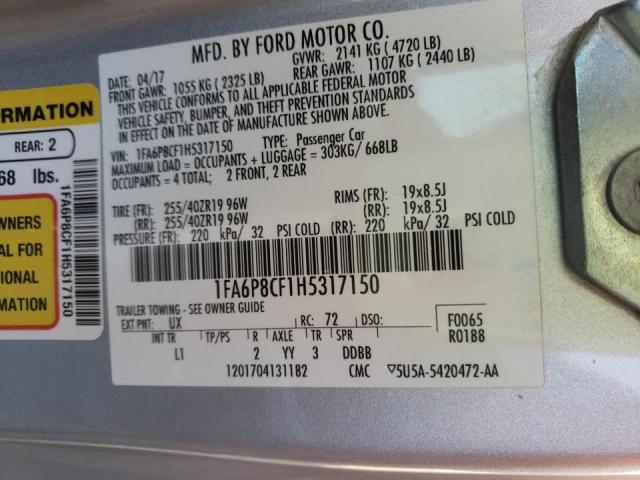 MFD. BY FORD MOTOR CO.
DATE: 04/17 GVWR: 2141 KG ( 4720 LB)
FRONT GAWR: 1055 KG ( 2325 LB) REAR GAWR: 1107 KG ( 2440 LB)
THIS VEHICLE CONFORMS TO ALL APPLICABLE FEDERAL MOTOR
VEHICLE SAFETY, BUMPER, AND THEFT PREVENTION STANDARDS
IN EFFECT ON THE DATE OF MANUFACTURE SHOWN ABOVE.
VIN: 1FA6P8CF1H5317150 TYPE: Passenger Car
MAXIMUM LOAD = OCCUPANTS + LUGGAGE = 303KG/ 668LB
OCCUPANTS = 4 TOTAL; 2 FRONT, 2 REAR
TIRE (FR): 255/40ZR19 96W RIMS (FR): 19x8.5J
(RR): 255/40ZR19 96W (RR): 19x8.5J
PRESSURE (FR): 220 kPa/ 32 PSI COLD (RR): 220 kPa/ 32 PSI COLD
1FA6P8CF1H5317150
TRAILER TOWING - SEE OWNER GUIDE
EXT PNT: UX RC: 72 DSO: F0065
INT TR TP/PS R AXLE TR SPR R0188
L1 2 YY 3 DDBB
1201704131182 CMC ▽5U5A-5420472-AA
FORMATION
REAR: 2
68 lbs.
WNERS
AL FOR
IONAL
MATION
1FA6P8CF1H5317150